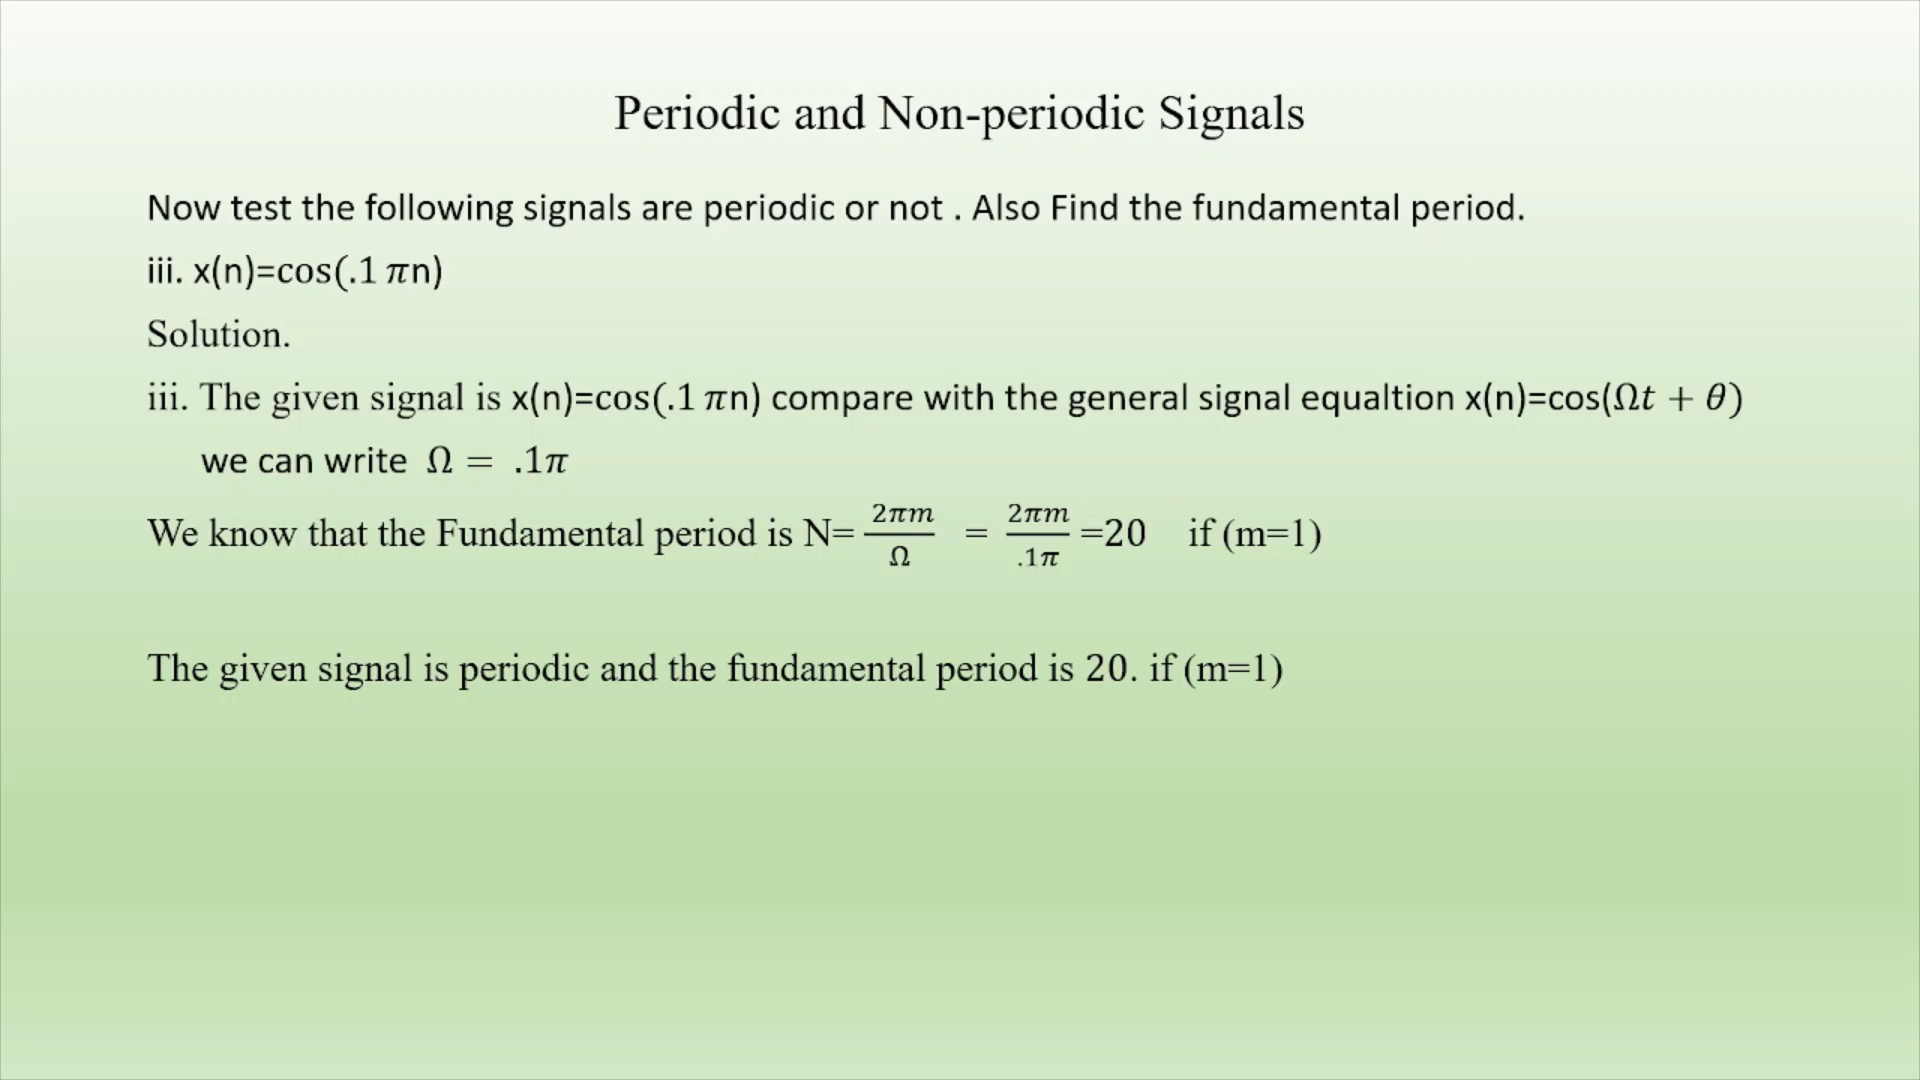 Periodic and Non-periodic Signals
Now test the following signals are periodic or not . Also Find the fundamental period.
iii. x(n)=cos(.1 πn)
Solution.
iii. The given signal is x(n)=cos(.1 πn) compare with the general signal equaltion x(n)=cos(Ωt + θ)
we can write Ω = .1π
We know that the Fundamental period is N= 2πm/Ω = 2πm/.1π =20 if (m=1)
The given signal is periodic and the fundamental period is 20. if (m=1)